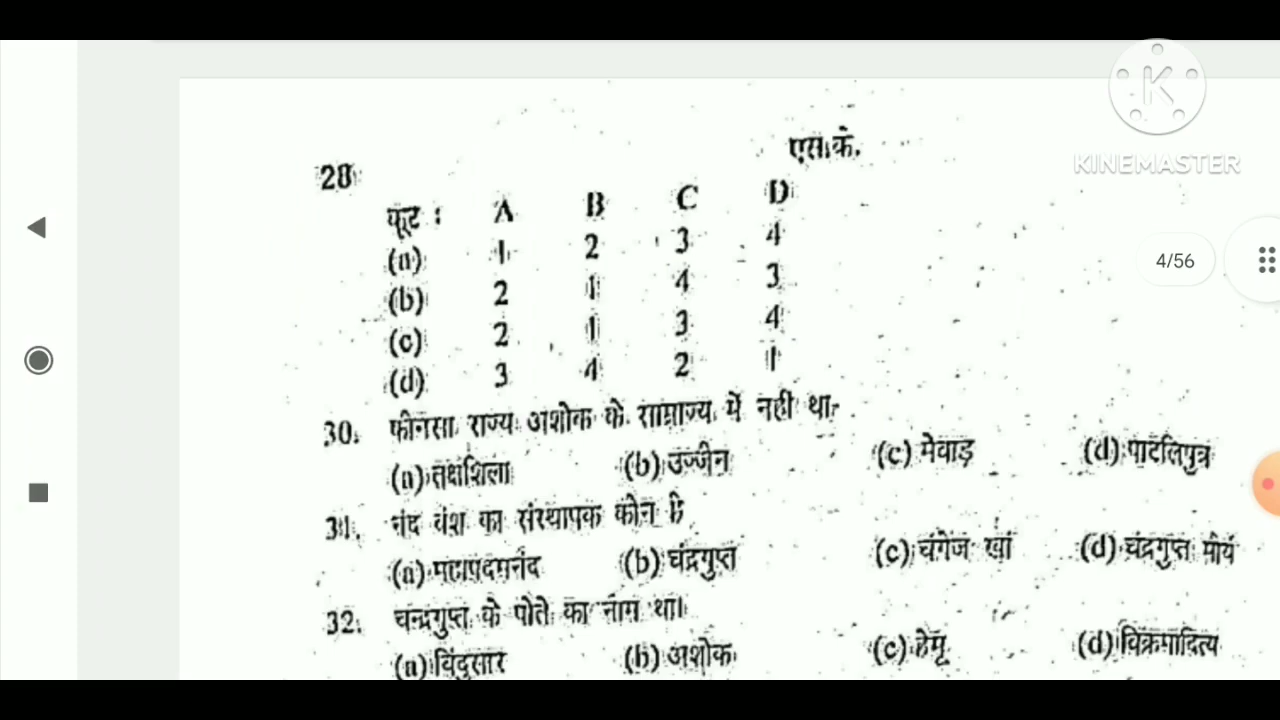 KINEMASTER
एस.के.
28
कूट : A B C D
(a) 1 2 3 4
(b) 2 1 4 3
(c) 2 1 3 4
(d) 3 4 2 1
4/56
30. फीनसा राज्य अशोक के साम्राज्य में नहीं था-
(a) तक्षशिला (b) उज्जैन (c) मेवाड़ (d) पाटलिपुत्र
31. नंद वंश का संस्थापक कौन है
(a) महापदमनंद (b) चंद्रगुप्त (c) चंगेज खां (d) चंद्रगुप्त मौर्य
32. चन्द्रगुप्त के पोते का नाम था।
(a) विंदुसार (b) अशोक (c) हेमू (d) विक्रमादित्य